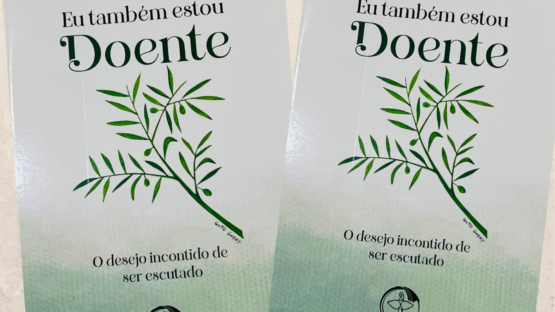 Eu também estou
Doente
O desejo incontido de
ser escutado
Eu também estou
Doente
O desejo incontido de
ser escutado